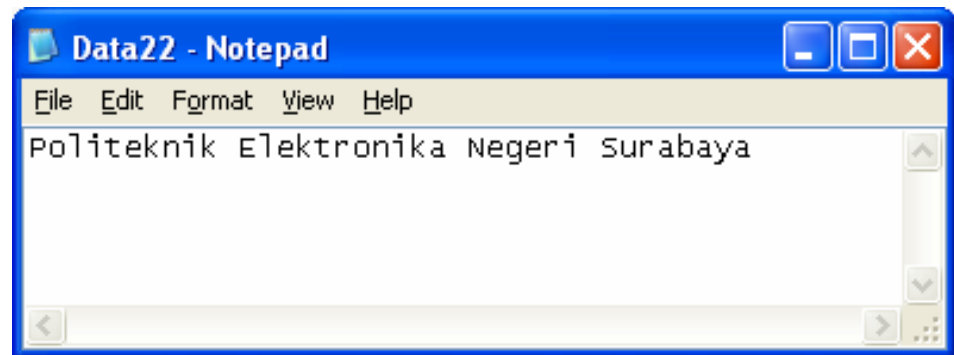 Data22 - Notepad
File Edit Format View Help
Politeknik Elektronika Negeri Surabaya